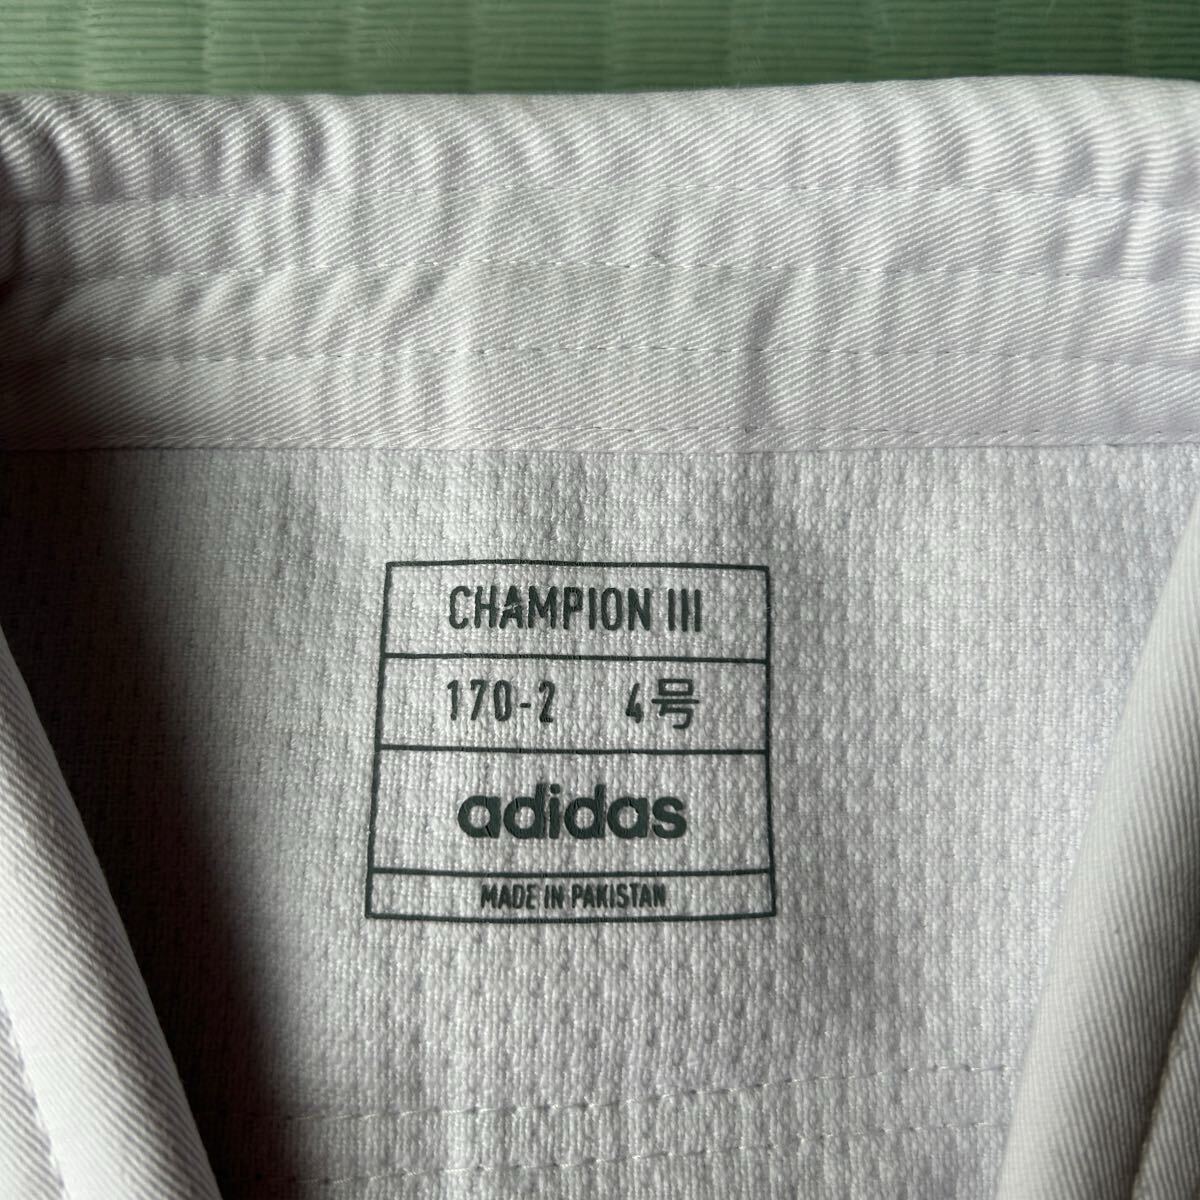 CHAMPION III
170-2 4号
adidas
MADE IN PAKISTAN